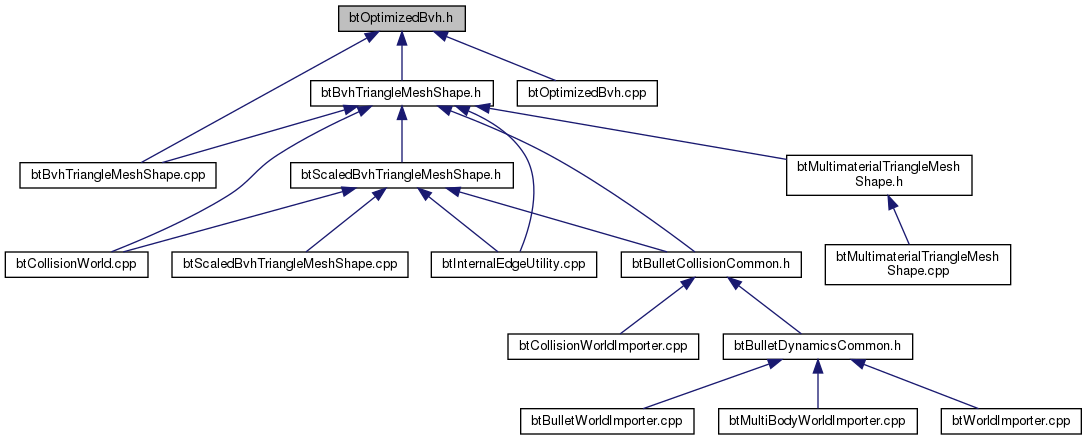 btOptimizedBvh.h
btBvhTriangleMeshShape.h
btOptimizedBvh.cpp
btBvhTriangleMeshShape.cpp
btScaledBvhTriangleMeshShape.h
btMultimaterialTriangleMesh
Shape.h
btCollisionWorld.cpp
btScaledBvhTriangleMeshShape.cpp
btInternalEdgeUtility.cpp
btBulletCollisionCommon.h
btMultimaterialTriangleMesh
Shape.cpp
btCollisionWorldImporter.cpp
btBulletDynamicsCommon.h
btBulletWorldImporter.cpp
btMultiBodyWorldImporter.cpp
btWorldImporter.cpp